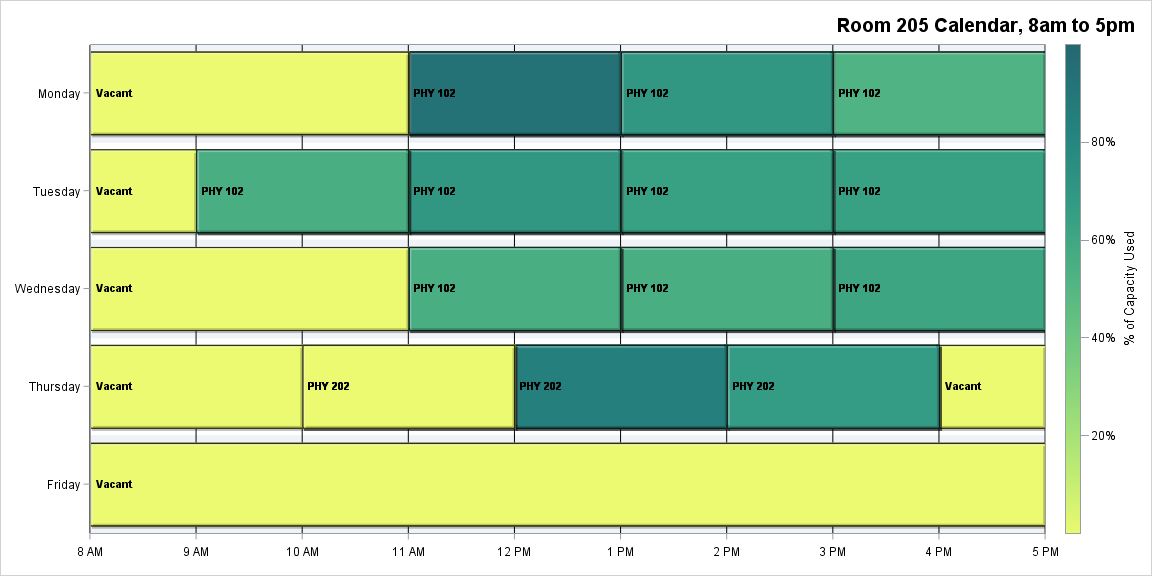 Room 205 Calendar, 8am to 5pm
Monday
Vacant
PHY 102
PHY 102
PHY 102
Tuesday
Vacant
PHY 102
PHY 102
PHY 102
PHY 102
Wednesday
Vacant
PHY 102
PHY 102
PHY 102
Thursday
Vacant
PHY 202
PHY 202
PHY 202
Vacant
Friday
Vacant
8 AM
9 AM
10 AM
11 AM
12 PM
1 PM
2 PM
3 PM
4 PM
5 PM
80%
60%
40%
20%
% of Capacity Used